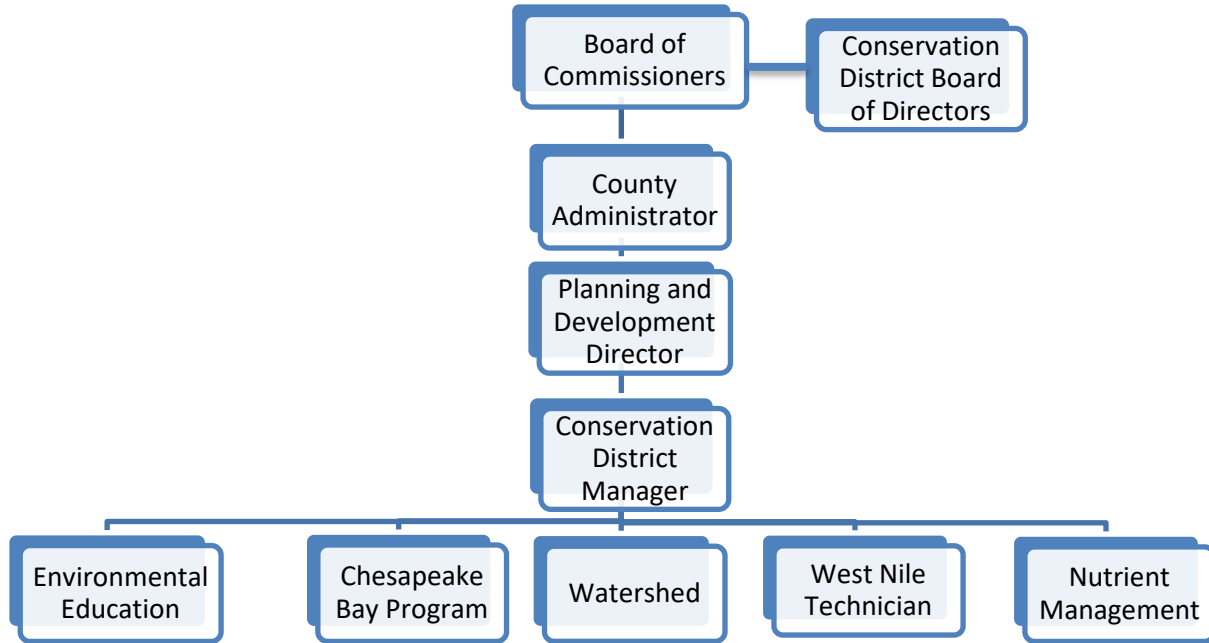 Board of
Commissioners
Conservation
District Board
of Directors
County
Administrator
Planning and
Development
Director
Conservation
District
Manager
Environmental
Education
Chesapeake
Bay Program
Watershed
West Nile
Technician
Nutrient
Management